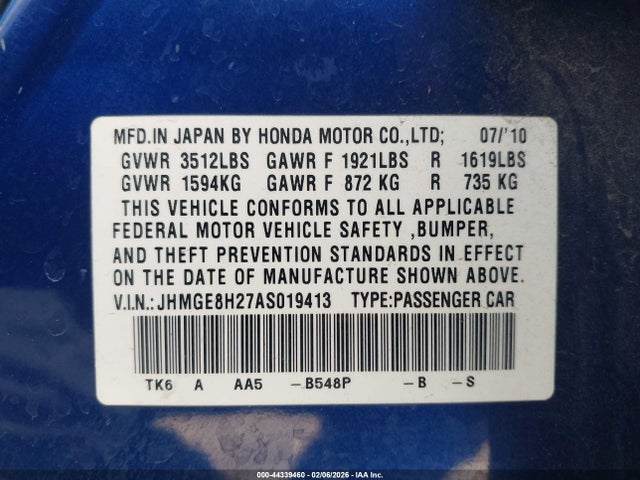 MFD.IN JAPAN BY HONDA MOTOR CO.,LTD; 07/'10
GVWR 3512LBS GAWR F 1921LBS R 1619LBS
GVWR 1594KG GAWR F 872 KG R 735 KG
THIS VEHICLE CONFORMS TO ALL APPLICABLE
FEDERAL MOTOR VEHICLE SAFETY ,BUMPER,
AND THEFT PREVENTION STANDARDS IN EFFECT
ON THE DATE OF MANUFACTURE SHOWN ABOVE.
V.I.N.:JHMGE8H27AS019413 TYPE:PASSENGER CAR
TK6 A AA5 -B548P -B -S
000-44339460 - 02/06/2026 - IAA Inc.